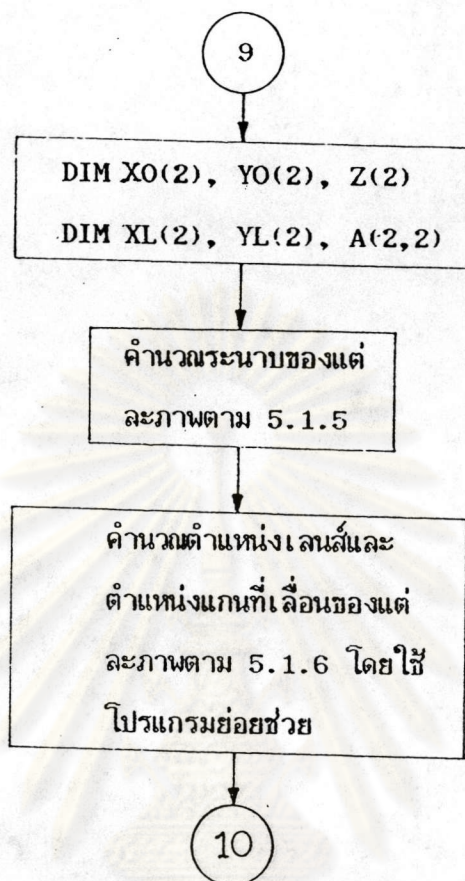 9
DIM XO(2), YO(2), Z(2)
DIM XL(2), YL(2), A(2,2)
คำนวณระนาบของแต่
ละภาพตาม 5.1.5
คำนวณตำแหน่งเลนส์และ
ตำแหน่งแกนที่เลื่อนของแต่
ละภาพตาม 5.1.6 โดยใช้
โปรแกรมย่อยช่วย
10